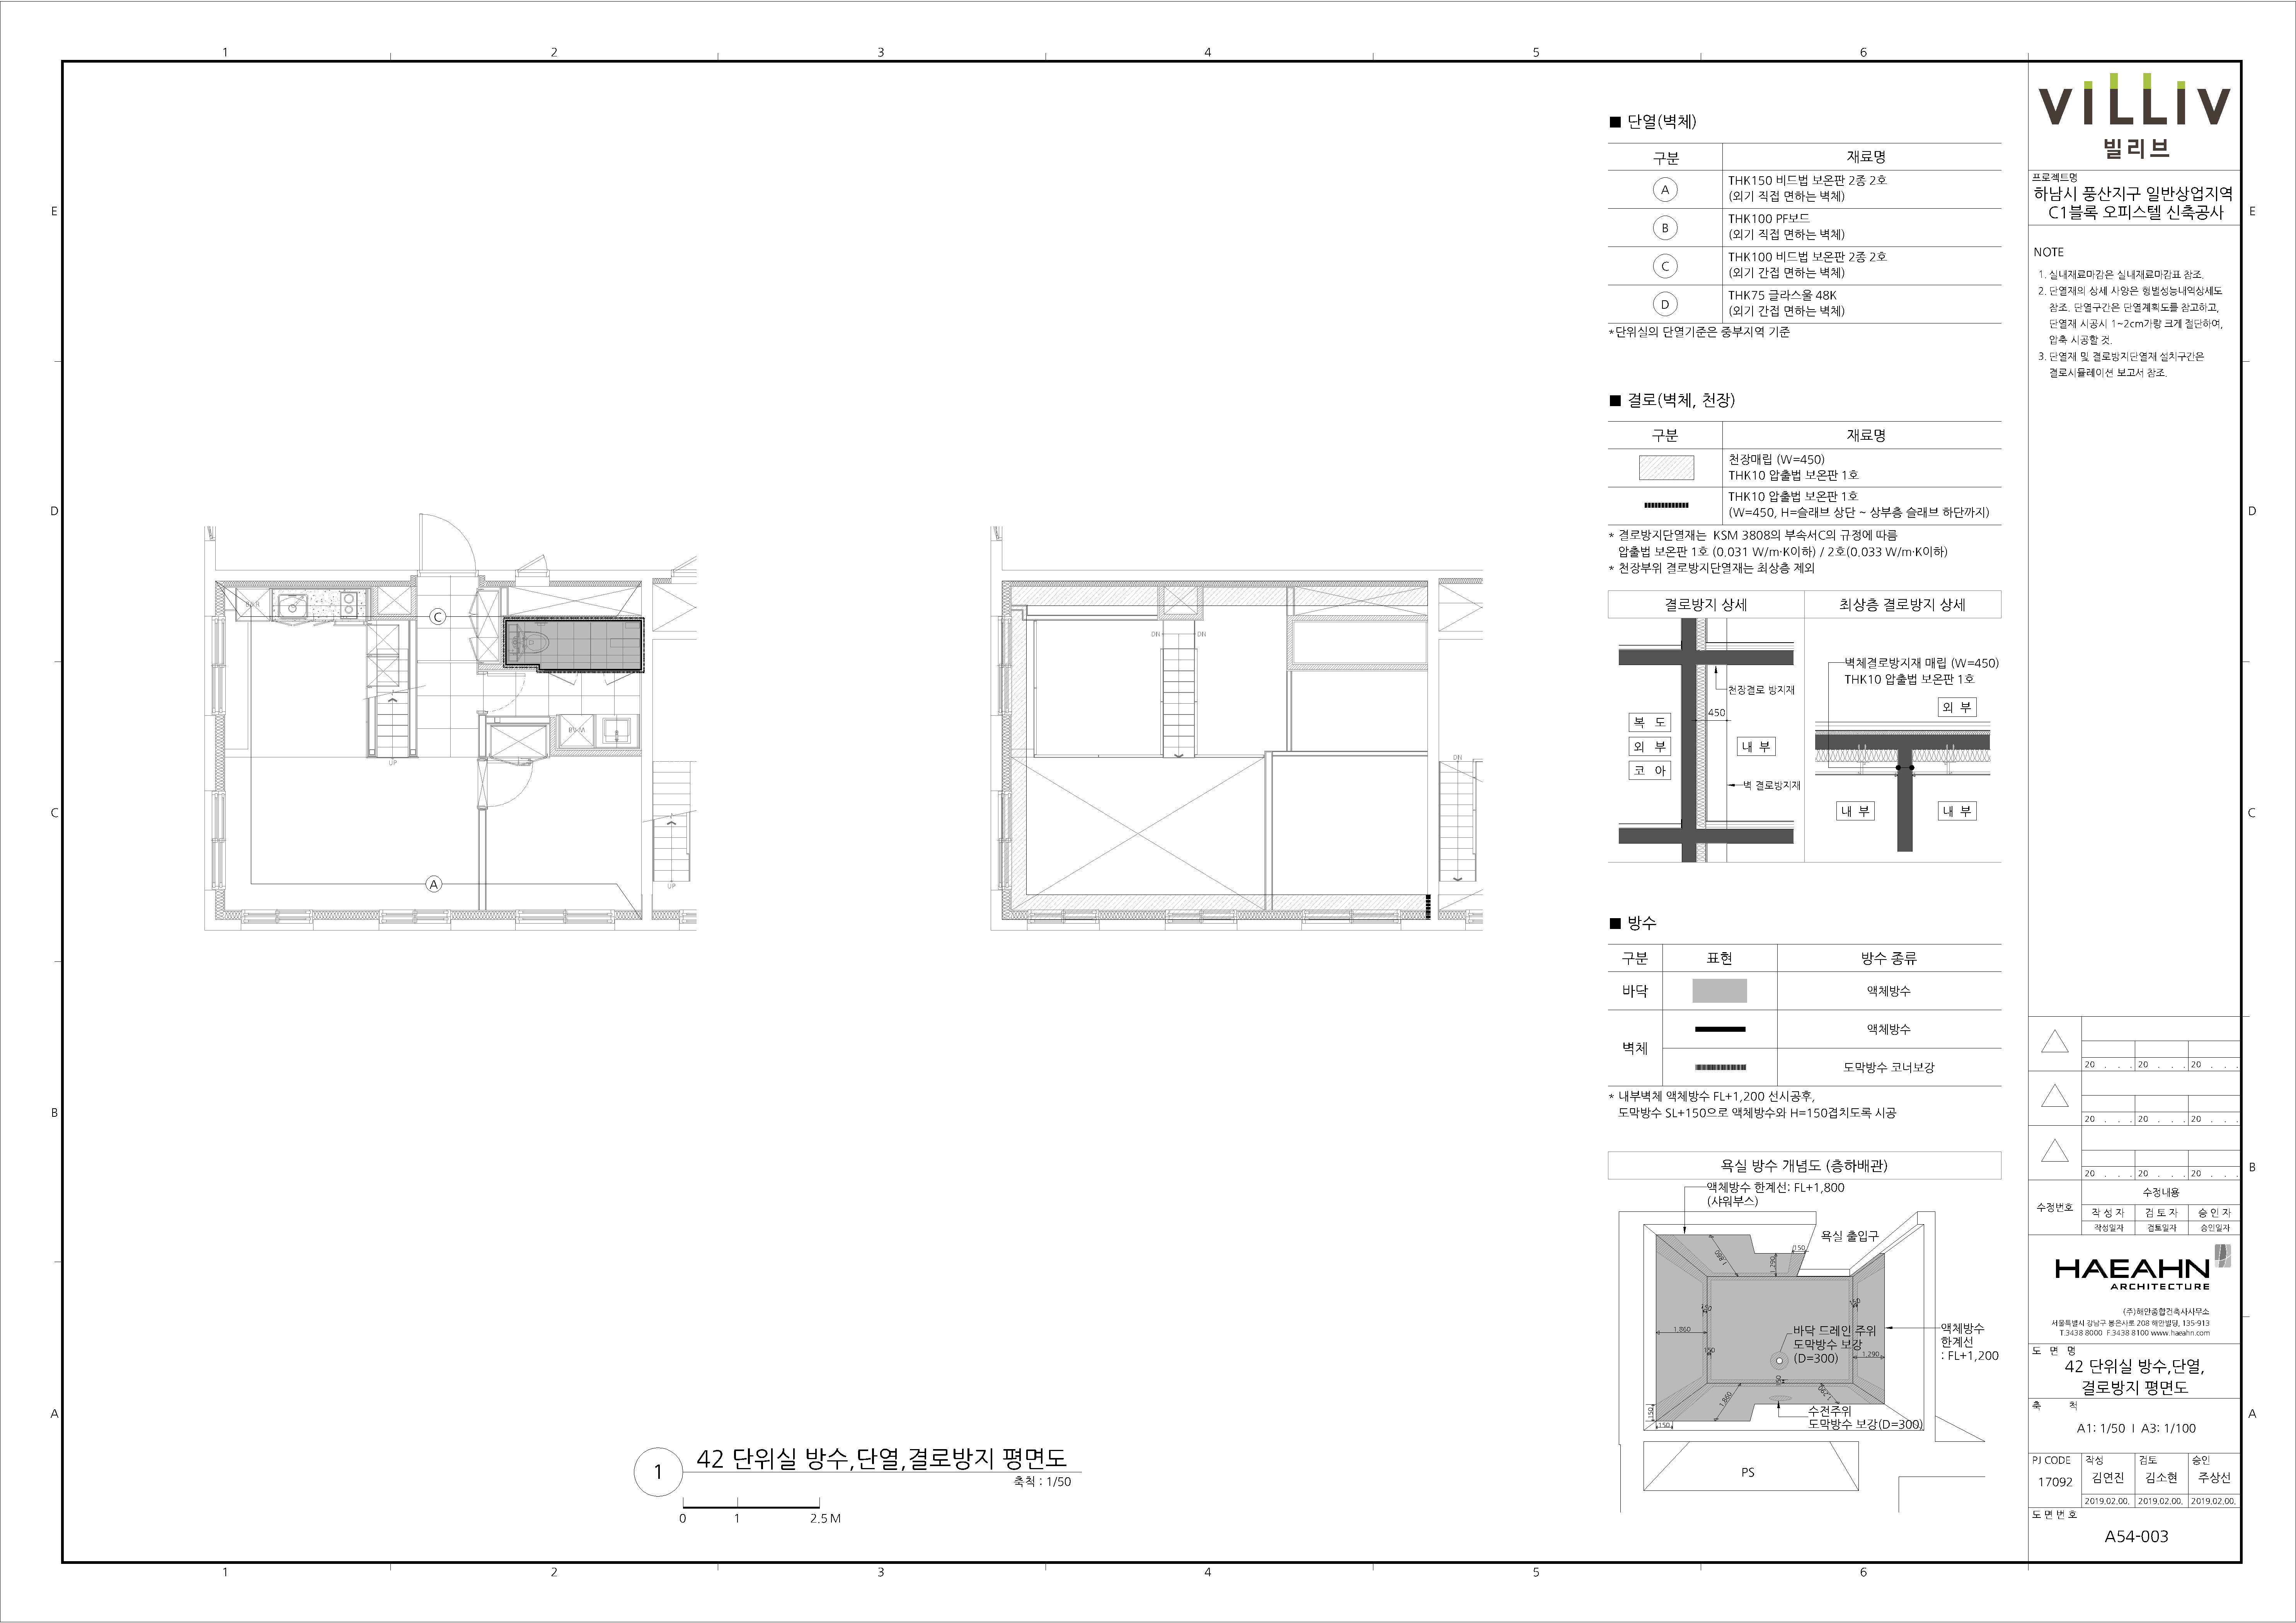 1 2 3 4 5 6
E
D
C
B
A
C
A
B/A/R
UP
UP
DN
DN
DN
1
42 단위실 방수,단열,결로방지 평면도
축척 : 1/50
0 1 2.5 M
■ 단열(벽체)
구분 재료명
A THK150 비드법 보온판 2종 2호
(외기 직접 면하는 벽체)
B THK100 PF보드
(외기 직접 면하는 벽체)
C THK100 비드법 보온판 2종 2호
(외기 간접 면하는 벽체)
D THK75 글라스울 48K
(외기 간접 면하는 벽체)
*단위실의 단열기준은 중부지역 기준
■ 결로(벽체, 천장)
구분 재료명
천장매립 (W=450)
THK10 압출법 보온판 1호
THK10 압출법 보온판 1호
(W=450, H=슬래브 상단 ~ 상부층 슬래브 하단까지)
* 결로방지단열재는 KSM 3808의 부속서C의 규정에 따름
압출법 보온판 1호 (0.031 W/m·K이하) / 2호(0.033 W/m·K이하)
* 천장부위 결로방지단열재는 최상층 제외
결로방지 상세 최상층 결로방지 상세
천장결로 방지재
450
복 도
외 부
코 아
내 부
벽 결로방지재
벽체결로방지재 매립 (W=450)
THK10 압출법 보온판 1호
외 부
내 부 내 부
■ 방수
구분 표현 방수 종류
바닥 액체방수
벽체 액체방수
도막방수 코너보강
* 내부벽체 액체방수 FL+1,200 선시공후,
도막방수 SL+150으로 액체방수와 H=150겹치도록 시공
욕실 방수 개념도 (층하배관)
액체방수 한계선: FL+1,800
(샤워부스)
욕실 출입구
1,860
1,290
150
150
150
1,860
150
바닥 드레인 주위
도막방수 보강
(D=300)
1,290
액체방수
한계선
: FL+1,200
150
1,860
1,290
150
150
수전주위
도막방수 보강(D=300)
PS
VILLIV
빌리브
프로젝트명
하남시 풍산지구 일반상업지역
C1블록 오피스텔 신축공사
NOTE
1. 실내재료마감은 실내재료마감표 참조.
2. 단열재의 상세 사양은 형별성능내역상세도
참조. 단열구간은 단열계획도를 참고하고,
단열재 시공시 1~2cm가량 크게 절단하여,
압축 시공할 것.
3. 단열재 및 결로방지단열재 설치구간은
결로시뮬레이션 보고서 참조.
20 . . . 20 . . . 20 . . .
20 . . . 20 . . . 20 . . .
20 . . . 20 . . . 20 . . .
수정번호 수정내용
작 성 자 검 토 자 승 인 자
작성일자 검토일자 승인일자
HAEAHN
ARCHITECTURE
(주)해안종합건축사사무소
서울특별시 강남구 봉은사로 208 해안빌딩, 135-913
T.3438 8000 F.3438 8100 www.haeahn.com
도 면 명
42 단위실 방수,단열,
결로방지 평면도
축 척
A1: 1/50 I A3: 1/100
PJ CODE 작성 검토 승인
17092 김연진 김소현 주상선
2019.02.00. 2019.02.00. 2019.02.00.
도 면 번 호
A54-003
E
D
C
B
A
1 2 3 4 5 6